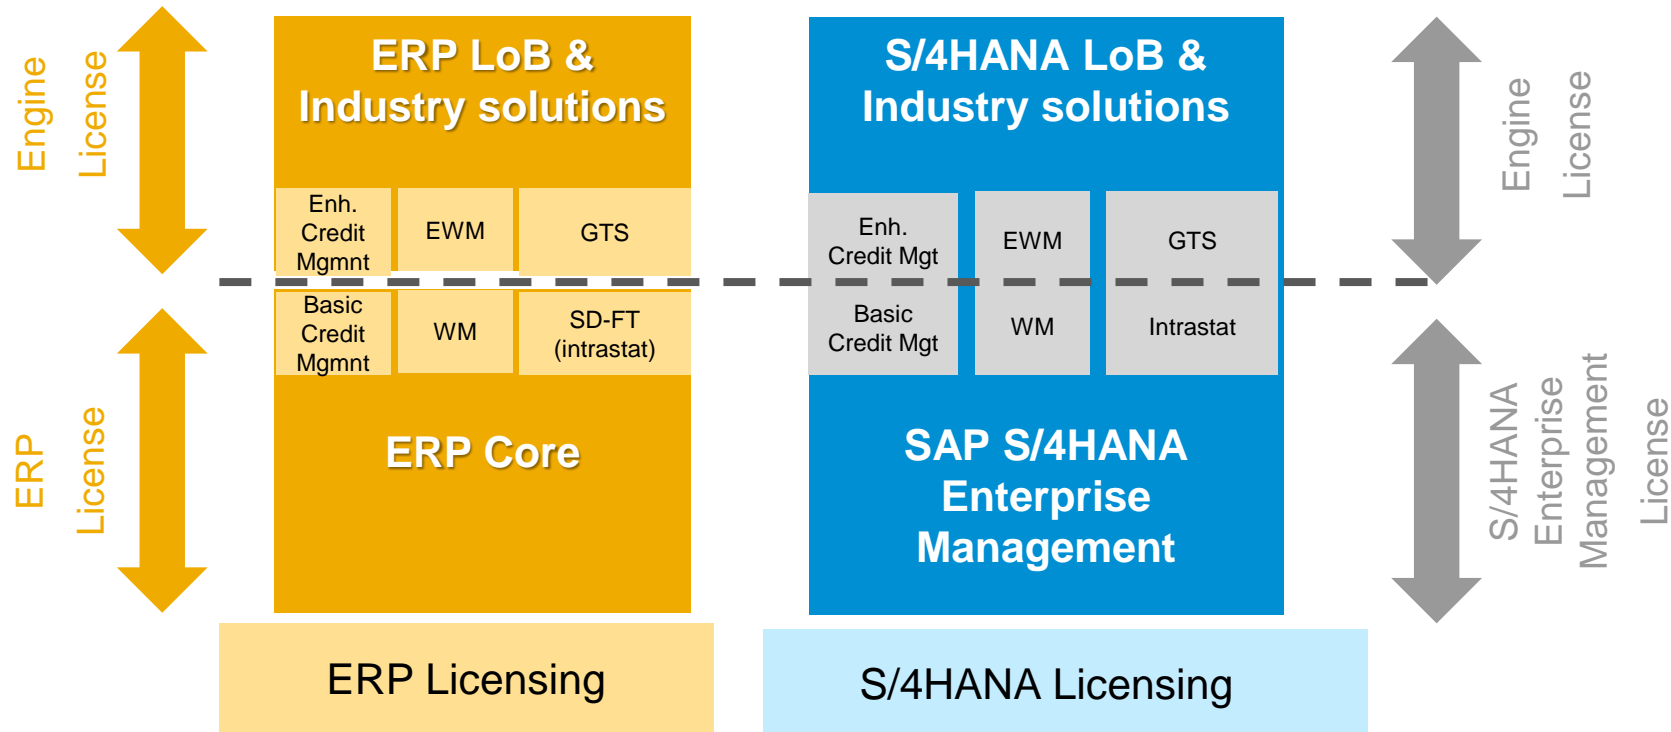 Engine
License
ERP
License
ERP LoB &
Industry solutions
Enh.
Credit
Mgmnt
EWM
GTS
Basic
Credit
Mgmnt
WM
SD-FT
(intrastat)
ERP Core
ERP Licensing
S/4HANA LoB &
Industry solutions
Enh.
Credit Mgt
EWM
GTS
Basic
Credit Mgt
WM
Intrastat
SAP S/4HANA
Enterprise
Management
S/4HANA Licensing
Engine
License
S/4HANA
Enterprise
Management
License